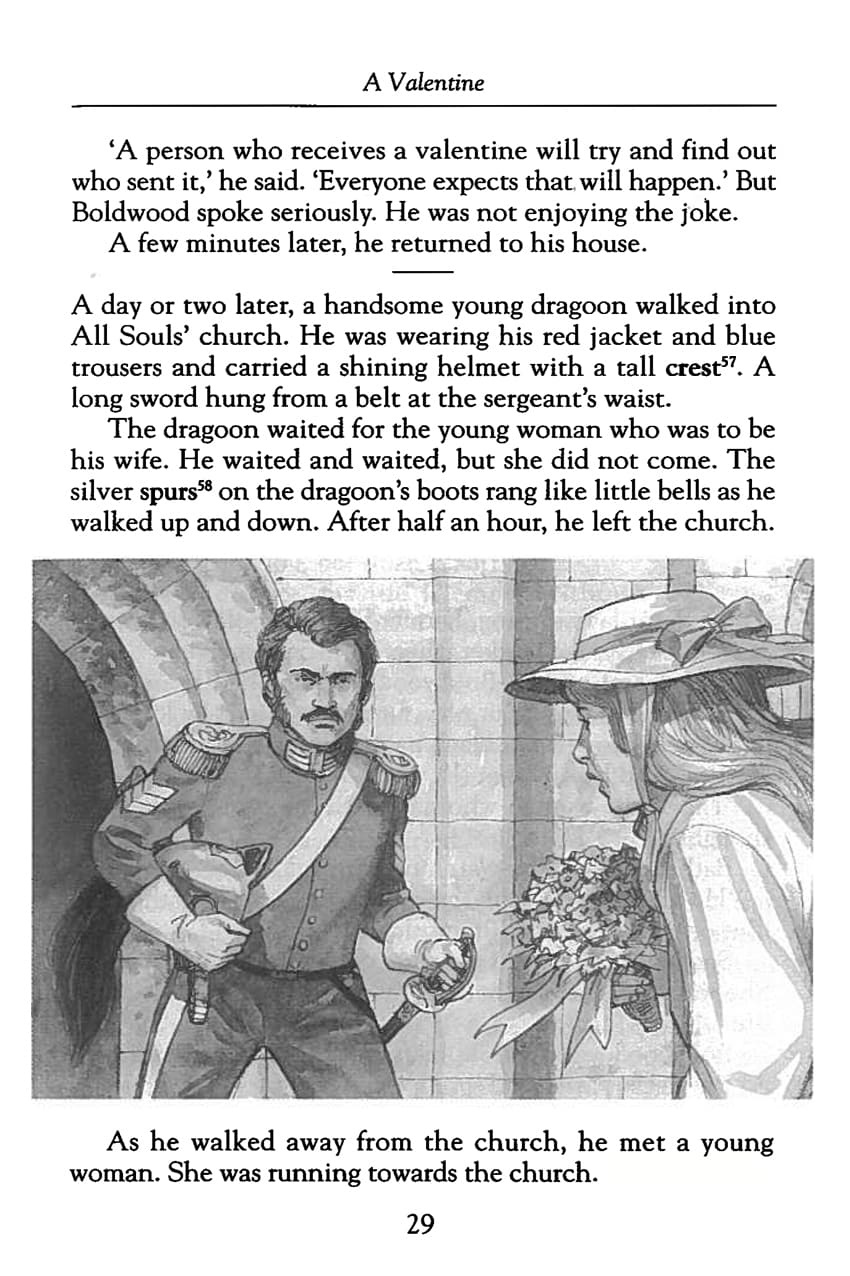 A Valentine
‘A person who receives a valentine will try and find out
who sent it,’ he said. ‘Everyone expects that will happen.’ But
Boldwood spoke seriously. He was not enjoying the joke.
A few minutes later, he returned to his house.
A day or two later, a handsome young dragoon walked into
All Souls’ church. He was wearing his red jacket and blue
trousers and carried a shining helmet with a tall crest⁵⁷. A
long sword hung from a belt at the sergeant’s waist.
The dragoon waited for the young woman who was to be
his wife. He waited and waited, but she did not come. The
silver spurs⁵⁸ on the dragoon’s boots rang like little bells as he
walked up and down. After half an hour, he left the church.
As he walked away from the church, he met a young
woman. She was running towards the church.
29